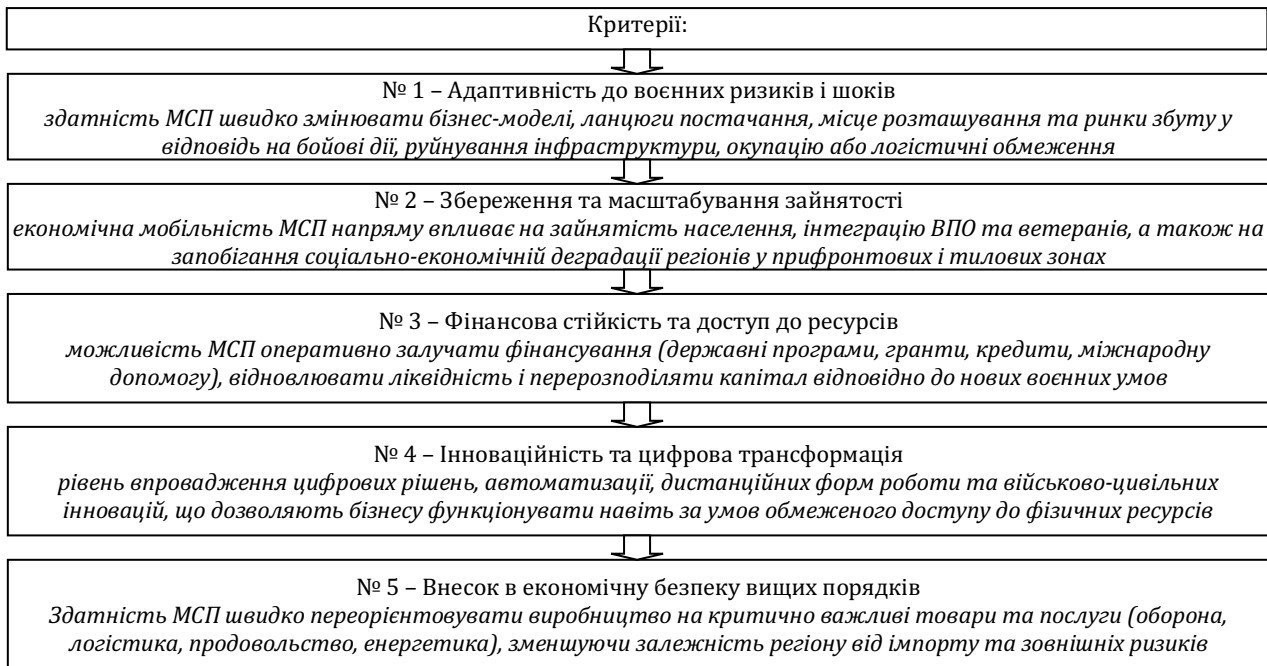 Критерії:
№ 1 – Адаптивність до воєнних ризиків і шоків
здатність МСП швидко змінювати бізнес-моделі, ланцюги постачання, місце розташування та ринки збуту у
відповідь на бойові дії, руйнування інфраструктури, окупацію або логістичні обмеження
№ 2 – Збереження та масштабування зайнятості
економічна мобільність МСП напряму впливає на зайнятість населення, інтеграцію ВПО та ветеранів, а також на
запобігання соціально-економічній деградації регіонів у прифронтових і тилових зонах
№ 3 – Фінансова стійкість та доступ до ресурсів
можливість МСП оперативно залучати фінансування (державні програми, гранти, кредити, міжнародну
допомогу), відновлювати ліквідність і перерозподіляти капітал відповідно до нових воєнних умов
№ 4 – Інноваційність та цифрова трансформація
рівень впровадження цифрових рішень, автоматизації, дистанційних форм роботи та військово-цивільних
інновацій, що дозволяють бізнесу функціонувати навіть за умов обмеженого доступу до фізичних ресурсів
№ 5 – Внесок в економічну безпеку вищих порядків
Здатність МСП швидко переорієнтовувати виробництво на критично важливі товари та послуги (оборона,
логістика, продовольство, енергетика), зменшуючи залежність регіону від імпорту та зовнішніх ризиків